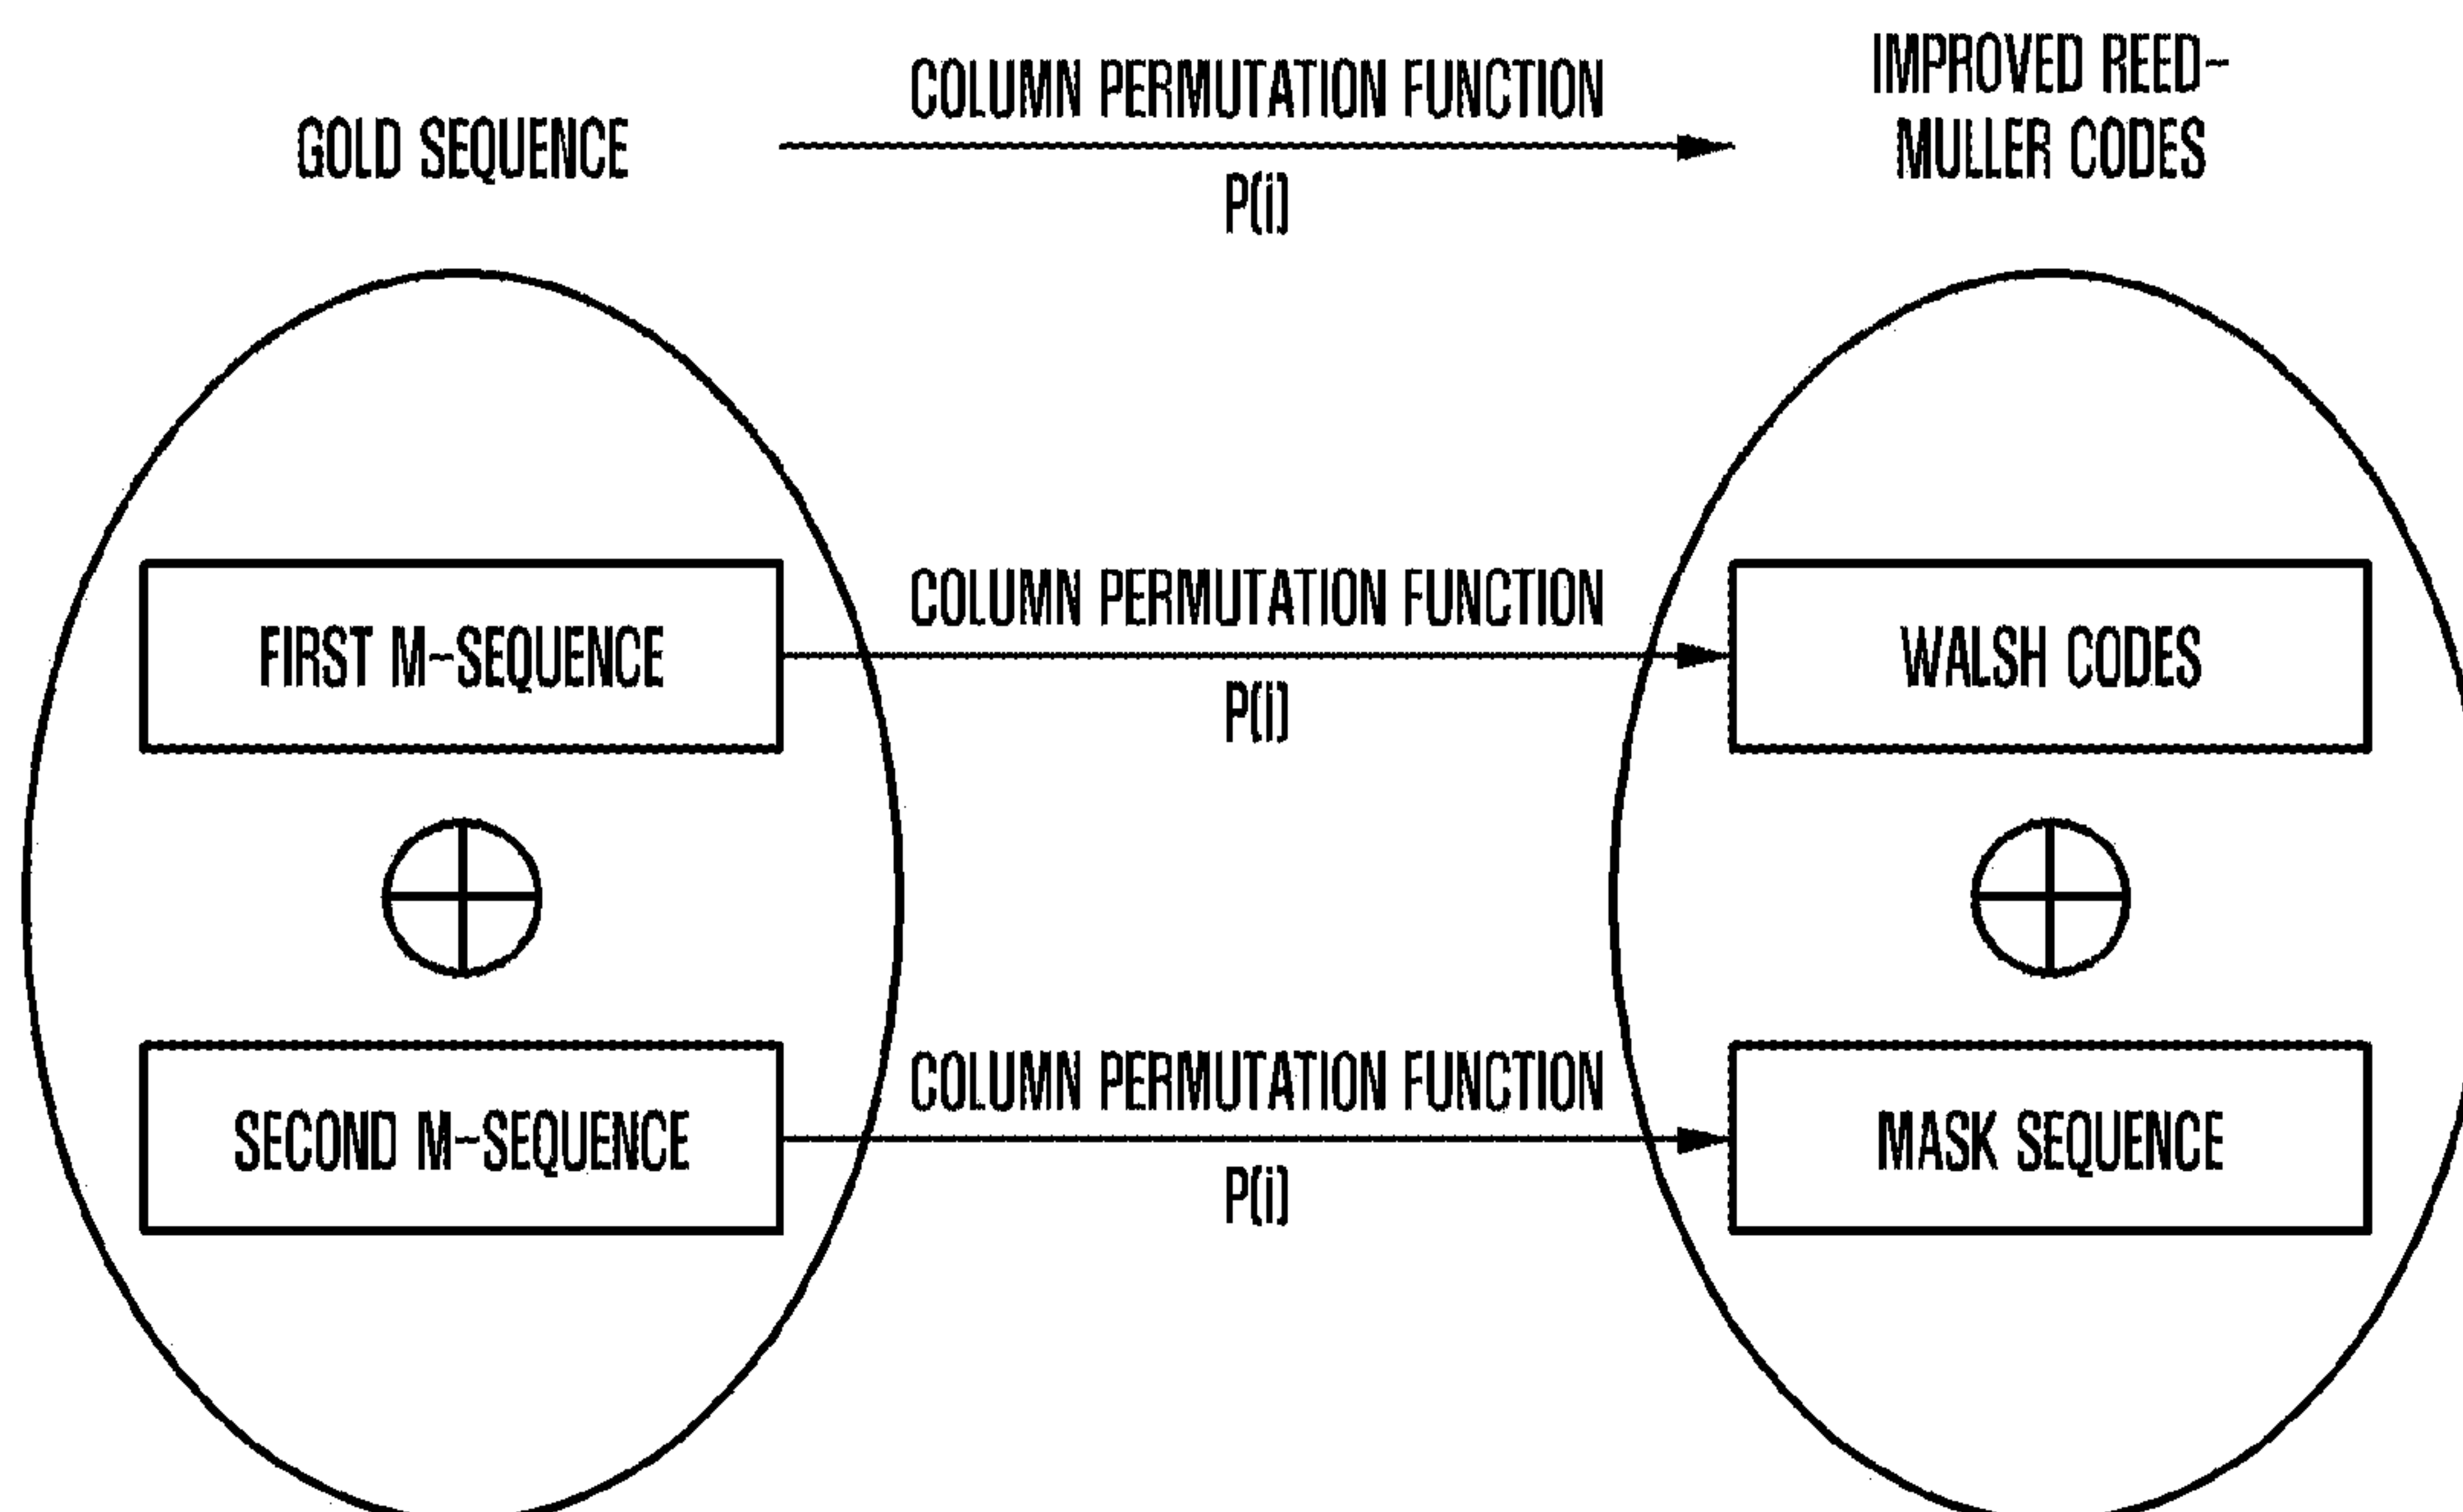 GOLD SEQUENCE
COLUMN PERMUTATION FUNCTION
P(i)
IMPROVED REED-
MULLER CODES
FIRST M-SEQUENCE
COLUMN PERMUTATION FUNCTION
P(i)
WALSH CODES
SECOND M-SEQUENCE
COLUMN PERMUTATION FUNCTION
P(i)
MASK SEQUENCE